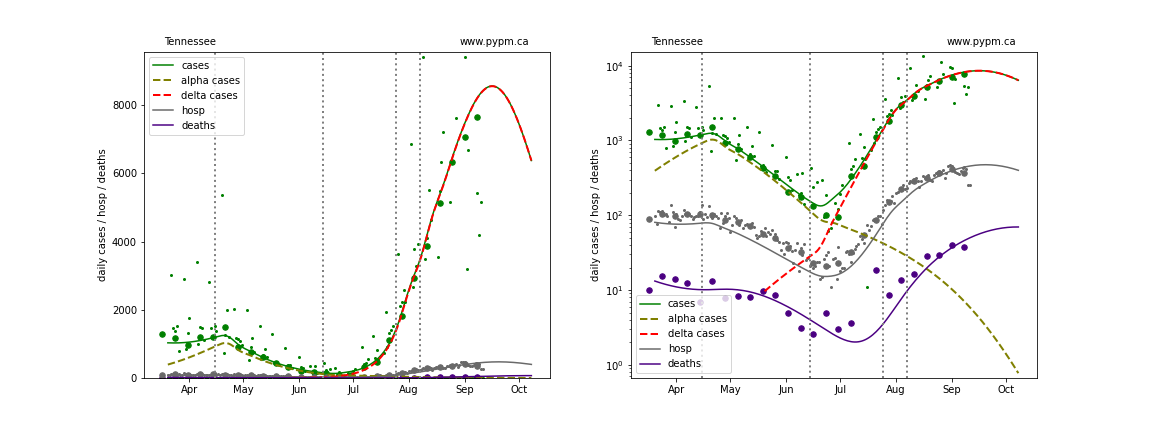 Tennessee www.pypm.ca
daily cases / hosp / deaths
8000
6000
4000
2000
0
cases
alpha cases
delta cases
hosp
deaths
Apr May Jun Jul Aug Sep Oct
Tennessee www.pypm.ca
daily cases / hosp / deaths
10⁴
10³
10²
10¹
10⁰
cases
alpha cases
delta cases
hosp
deaths
Apr May Jun Jul Aug Sep Oct